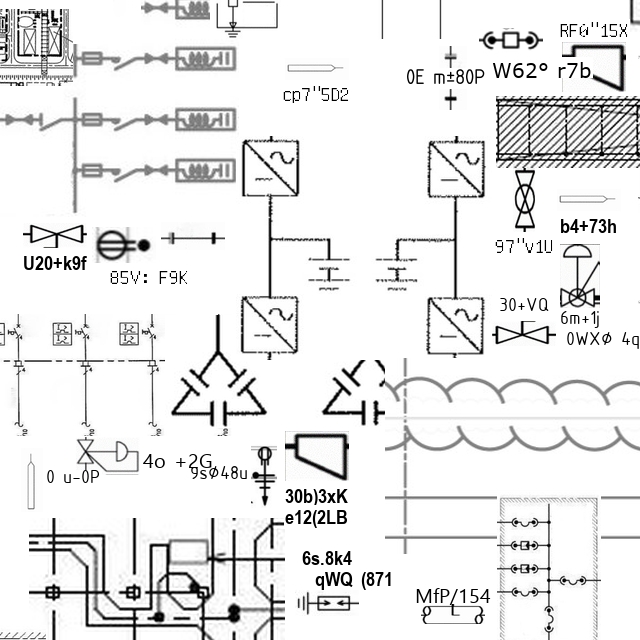 RFØ"15X
W62° r7b
0E m±80P
cp7"5D2
b4+73h
97"v1U
U20+k9f
85V: F9K
30+VQ
6m+1j
0WXØ 4q
4o +2G
0 u-0P
9sØ48u
30b)3xK
e12(2LB
6s.8k4
qWQ (871
MfP/154
L